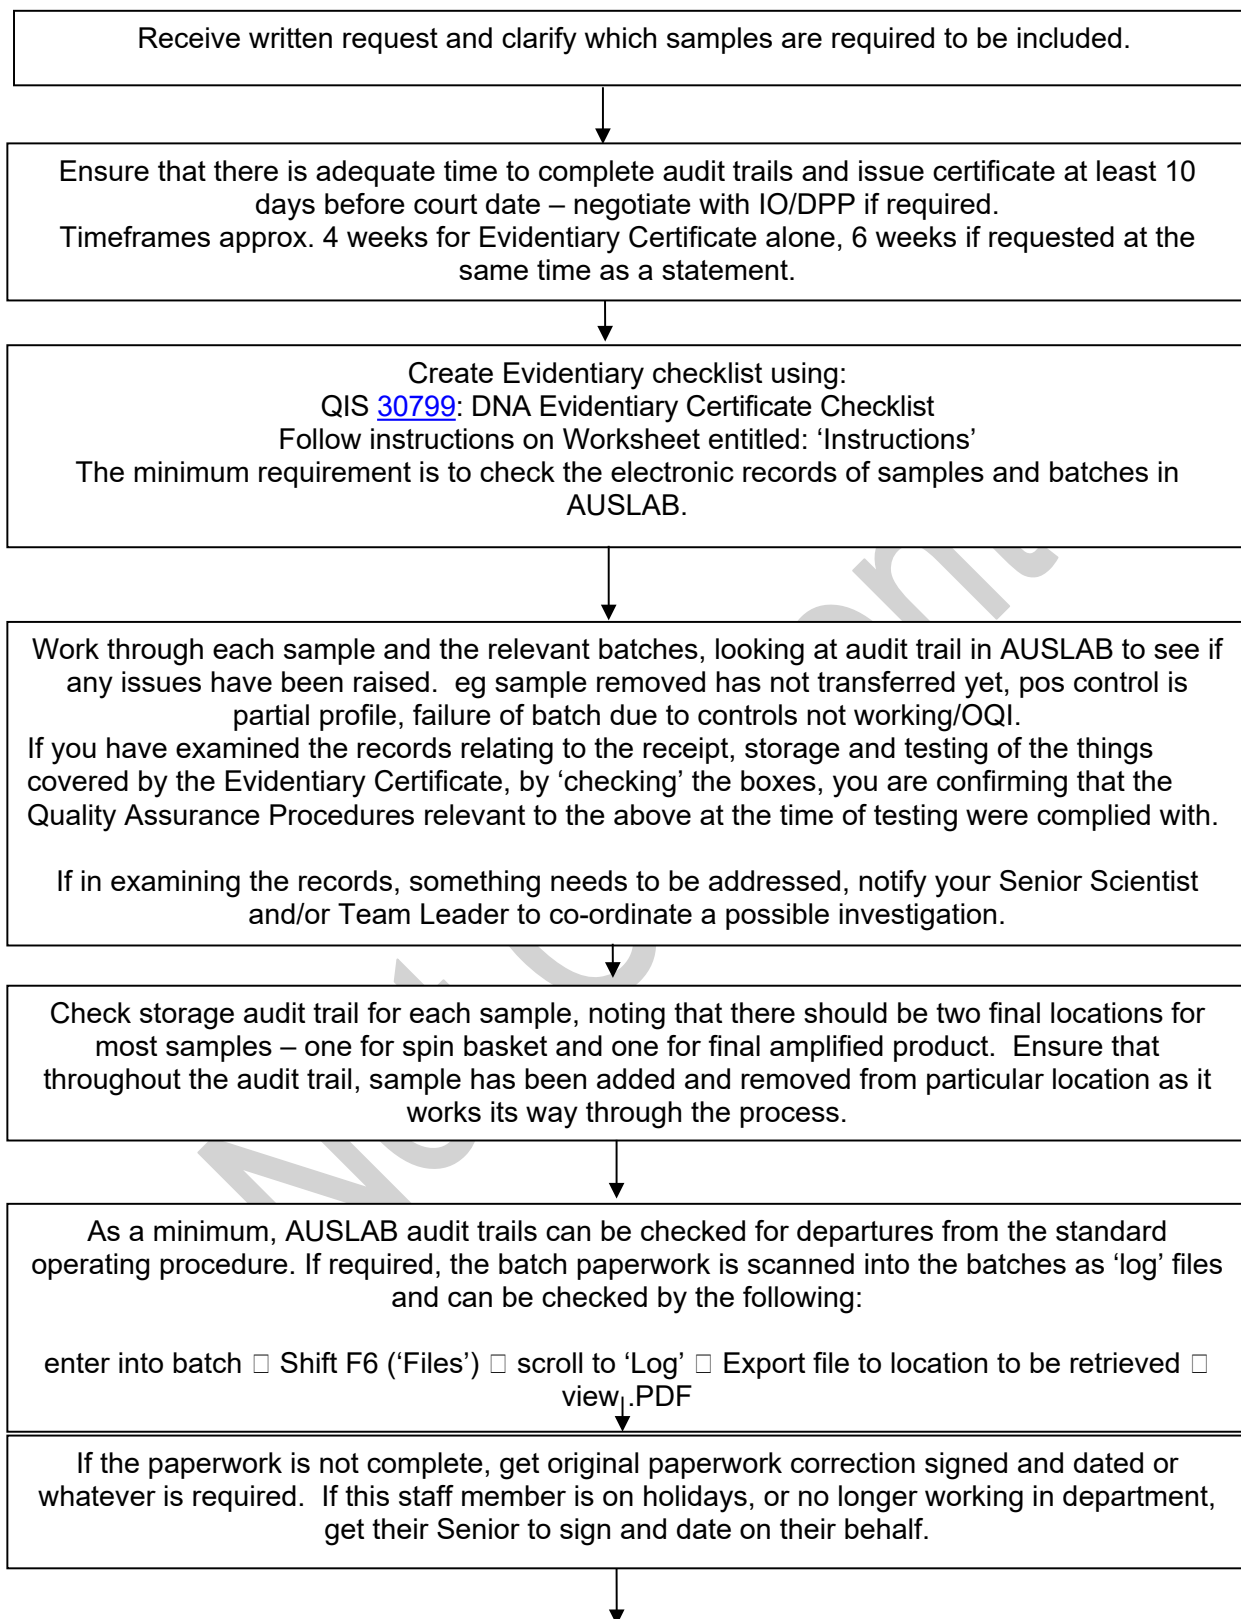 Receive written request and clarify which samples are required to be included.
Ensure that there is adequate time to complete audit trails and issue certificate at least 10
days before court date – negotiate with IO/DPP if required.
Timeframes approx. 4 weeks for Evidentiary Certificate alone, 6 weeks if requested at the
same time as a statement.
Create Evidentiary checklist using:
QIS 30799: DNA Evidentiary Certificate Checklist
Follow instructions on Worksheet entitled: ‘Instructions’
The minimum requirement is to check the electronic records of samples and batches in
AUSLAB.
Work through each sample and the relevant batches, looking at audit trail in AUSLAB to see if
any issues have been raised.  eg sample removed has not transferred yet, pos control is
partial profile, failure of batch due to controls not working/OQI.
If you have examined the records relating to the receipt, storage and testing of the things
covered by the Evidentiary Certificate, by ‘checking’ the boxes, you are confirming that the
Quality Assurance Procedures relevant to the above at the time of testing were complied with.
If in examining the records, something needs to be addressed, notify your Senior Scientist
and/or Team Leader to co-ordinate a possible investigation.
Check storage audit trail for each sample, noting that there should be two final locations for
most samples – one for spin basket and one for final amplified product.  Ensure that
throughout the audit trail, sample has been added and removed from particular location as it
works its way through the process.
As a minimum, AUSLAB audit trails can be checked for departures from the standard
operating procedure. If required, the batch paperwork is scanned into the batches as ‘log’ files
and can be checked by the following:
enter into batch □ Shift F6 (‘Files’) □ scroll to ‘Log’ □ Export file to location to be retrieved □
view .PDF
If the paperwork is not complete, get original paperwork correction signed and dated or
whatever is required.  If this staff member is on holidays, or no longer working in department,
get their Senior to sign and date on their behalf.